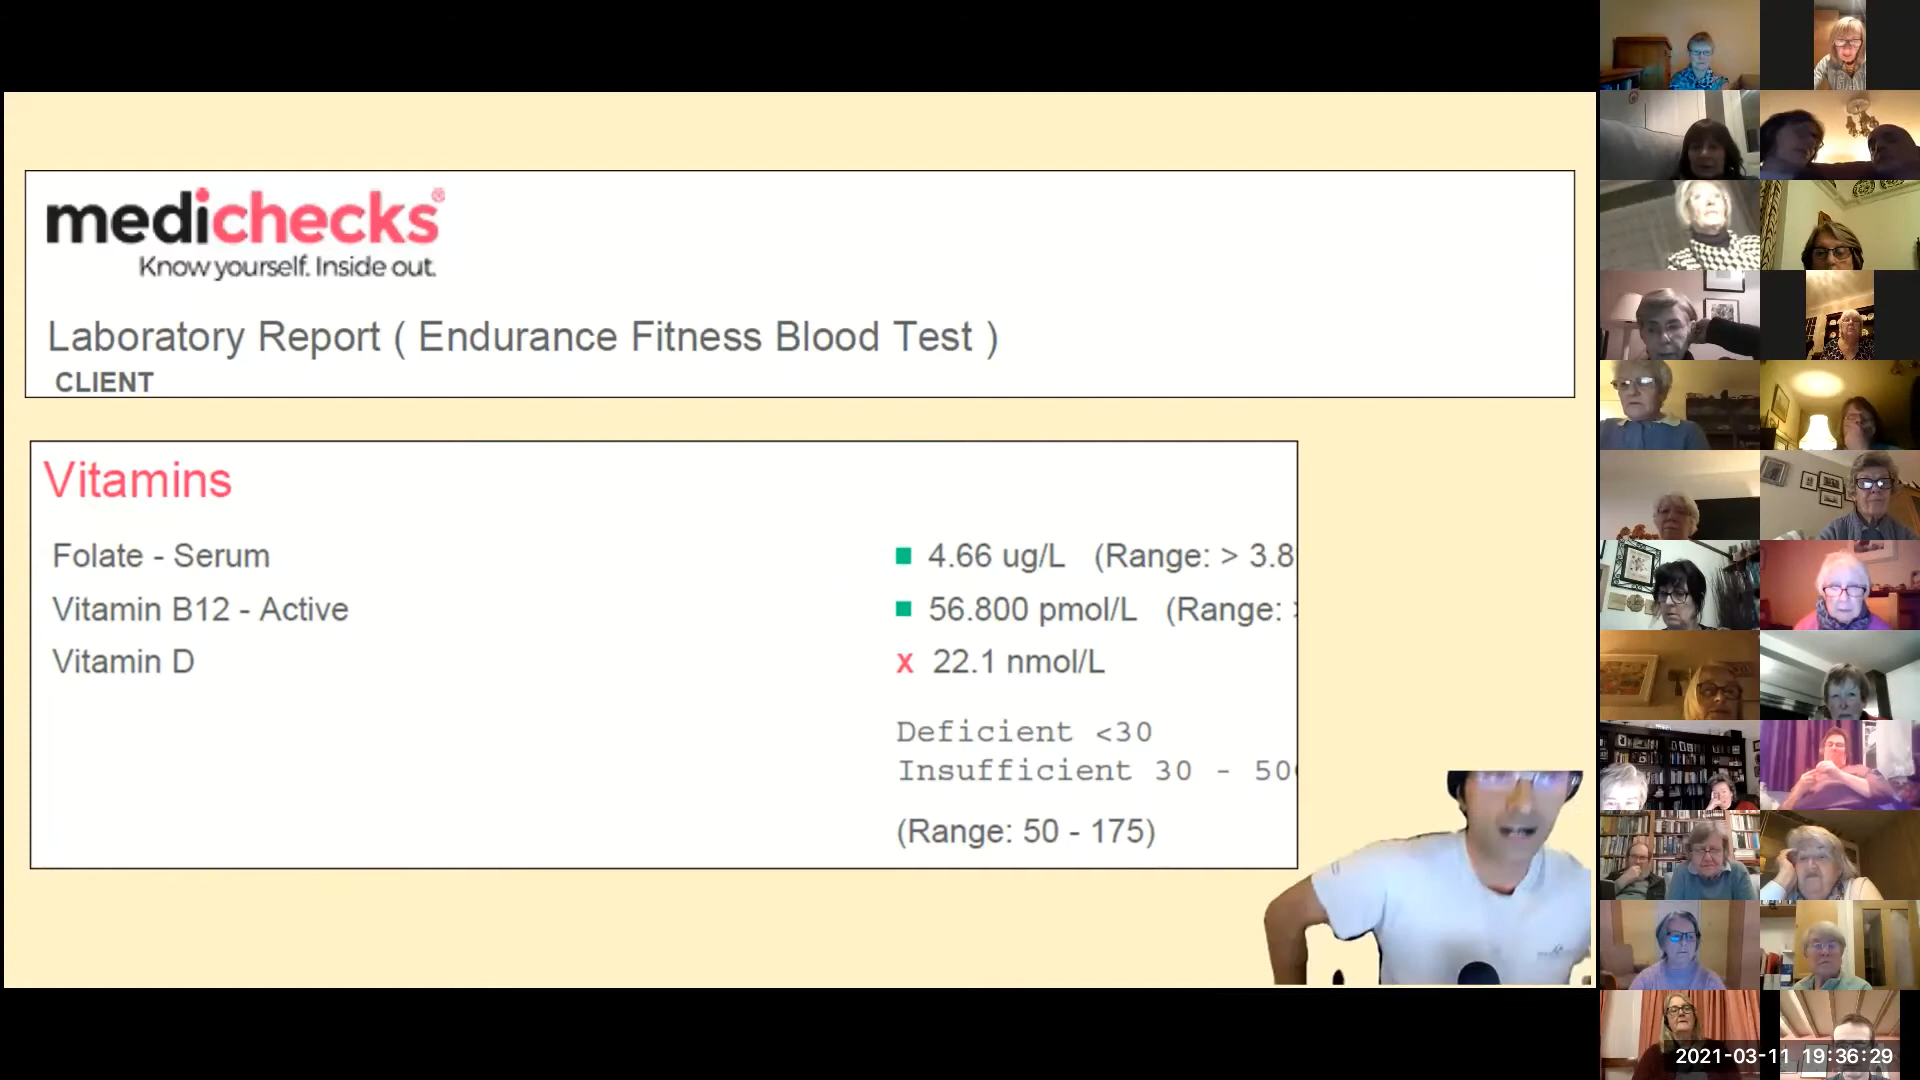 medichecks®
Know yourself. Inside out.
Laboratory Report ( Endurance Fitness Blood Test )
CLIENT
Vitamins
Folate - Serum
4.66 ug/L (Range: > 3.8
Vitamin B12 - Active
56.800 pmol/L (Range:
Vitamin D
x 22.1 nmol/L
Deficient <30
Insufficient 30 - 50
(Range: 50 - 175)
2021-03-11 19:36:29